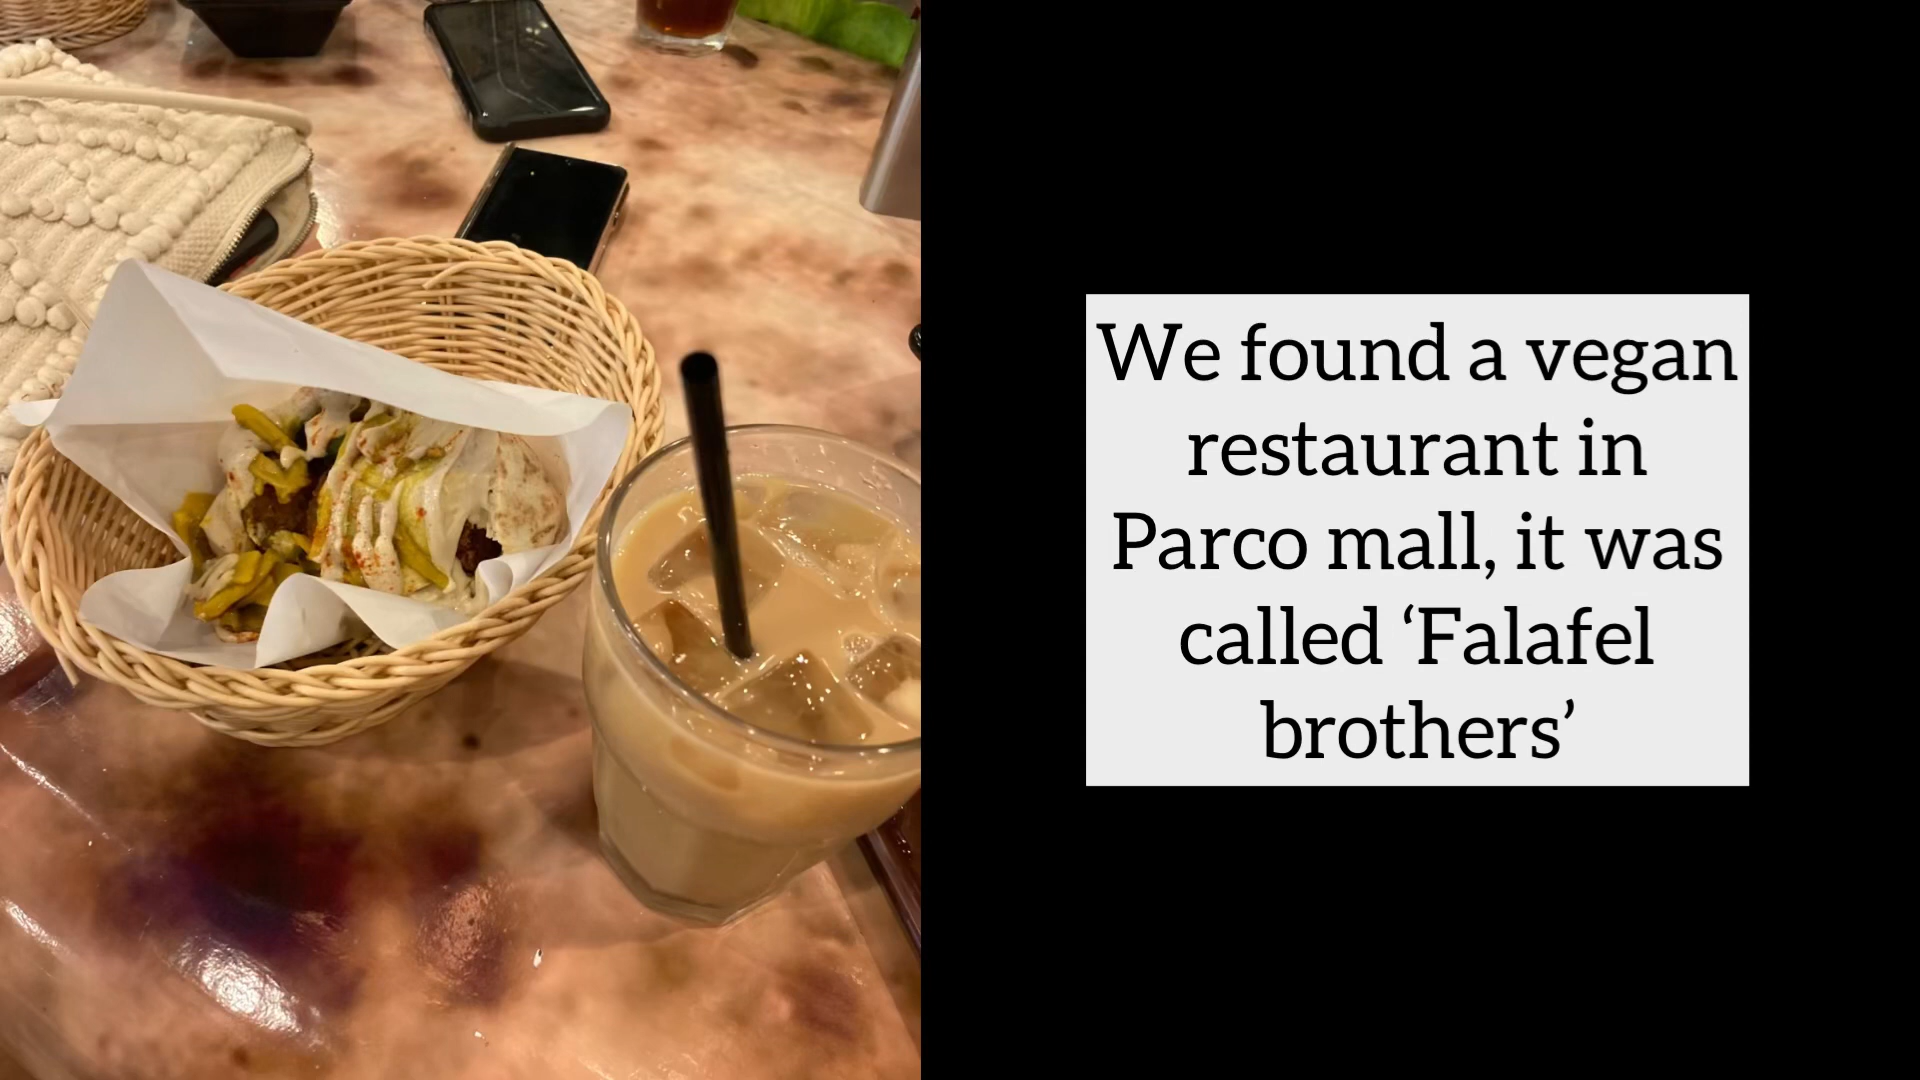 We found a vegan
restaurant in
Parco mall, it was
called ‘Falafel
brothers’